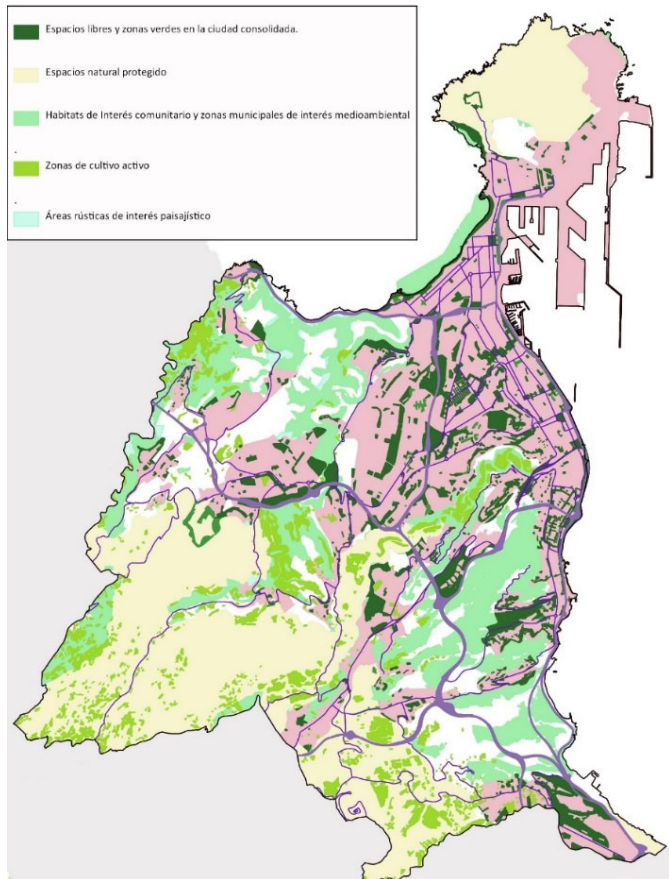 Espacios libres y zonas verdes en la ciudad consolidada.
Espacios natural protegido
Habitats de Interés comunitario y zonas municipales de interés medioambiental
.
Zonas de cultivo activo
.
Áreas rústicas de interés paisajístico